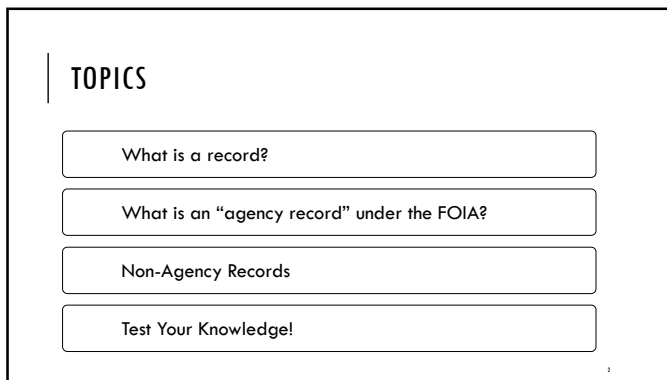 TOPICS
What is a record?
What is an “agency record” under the FOIA?
Non-Agency Records
Test Your Knowledge!